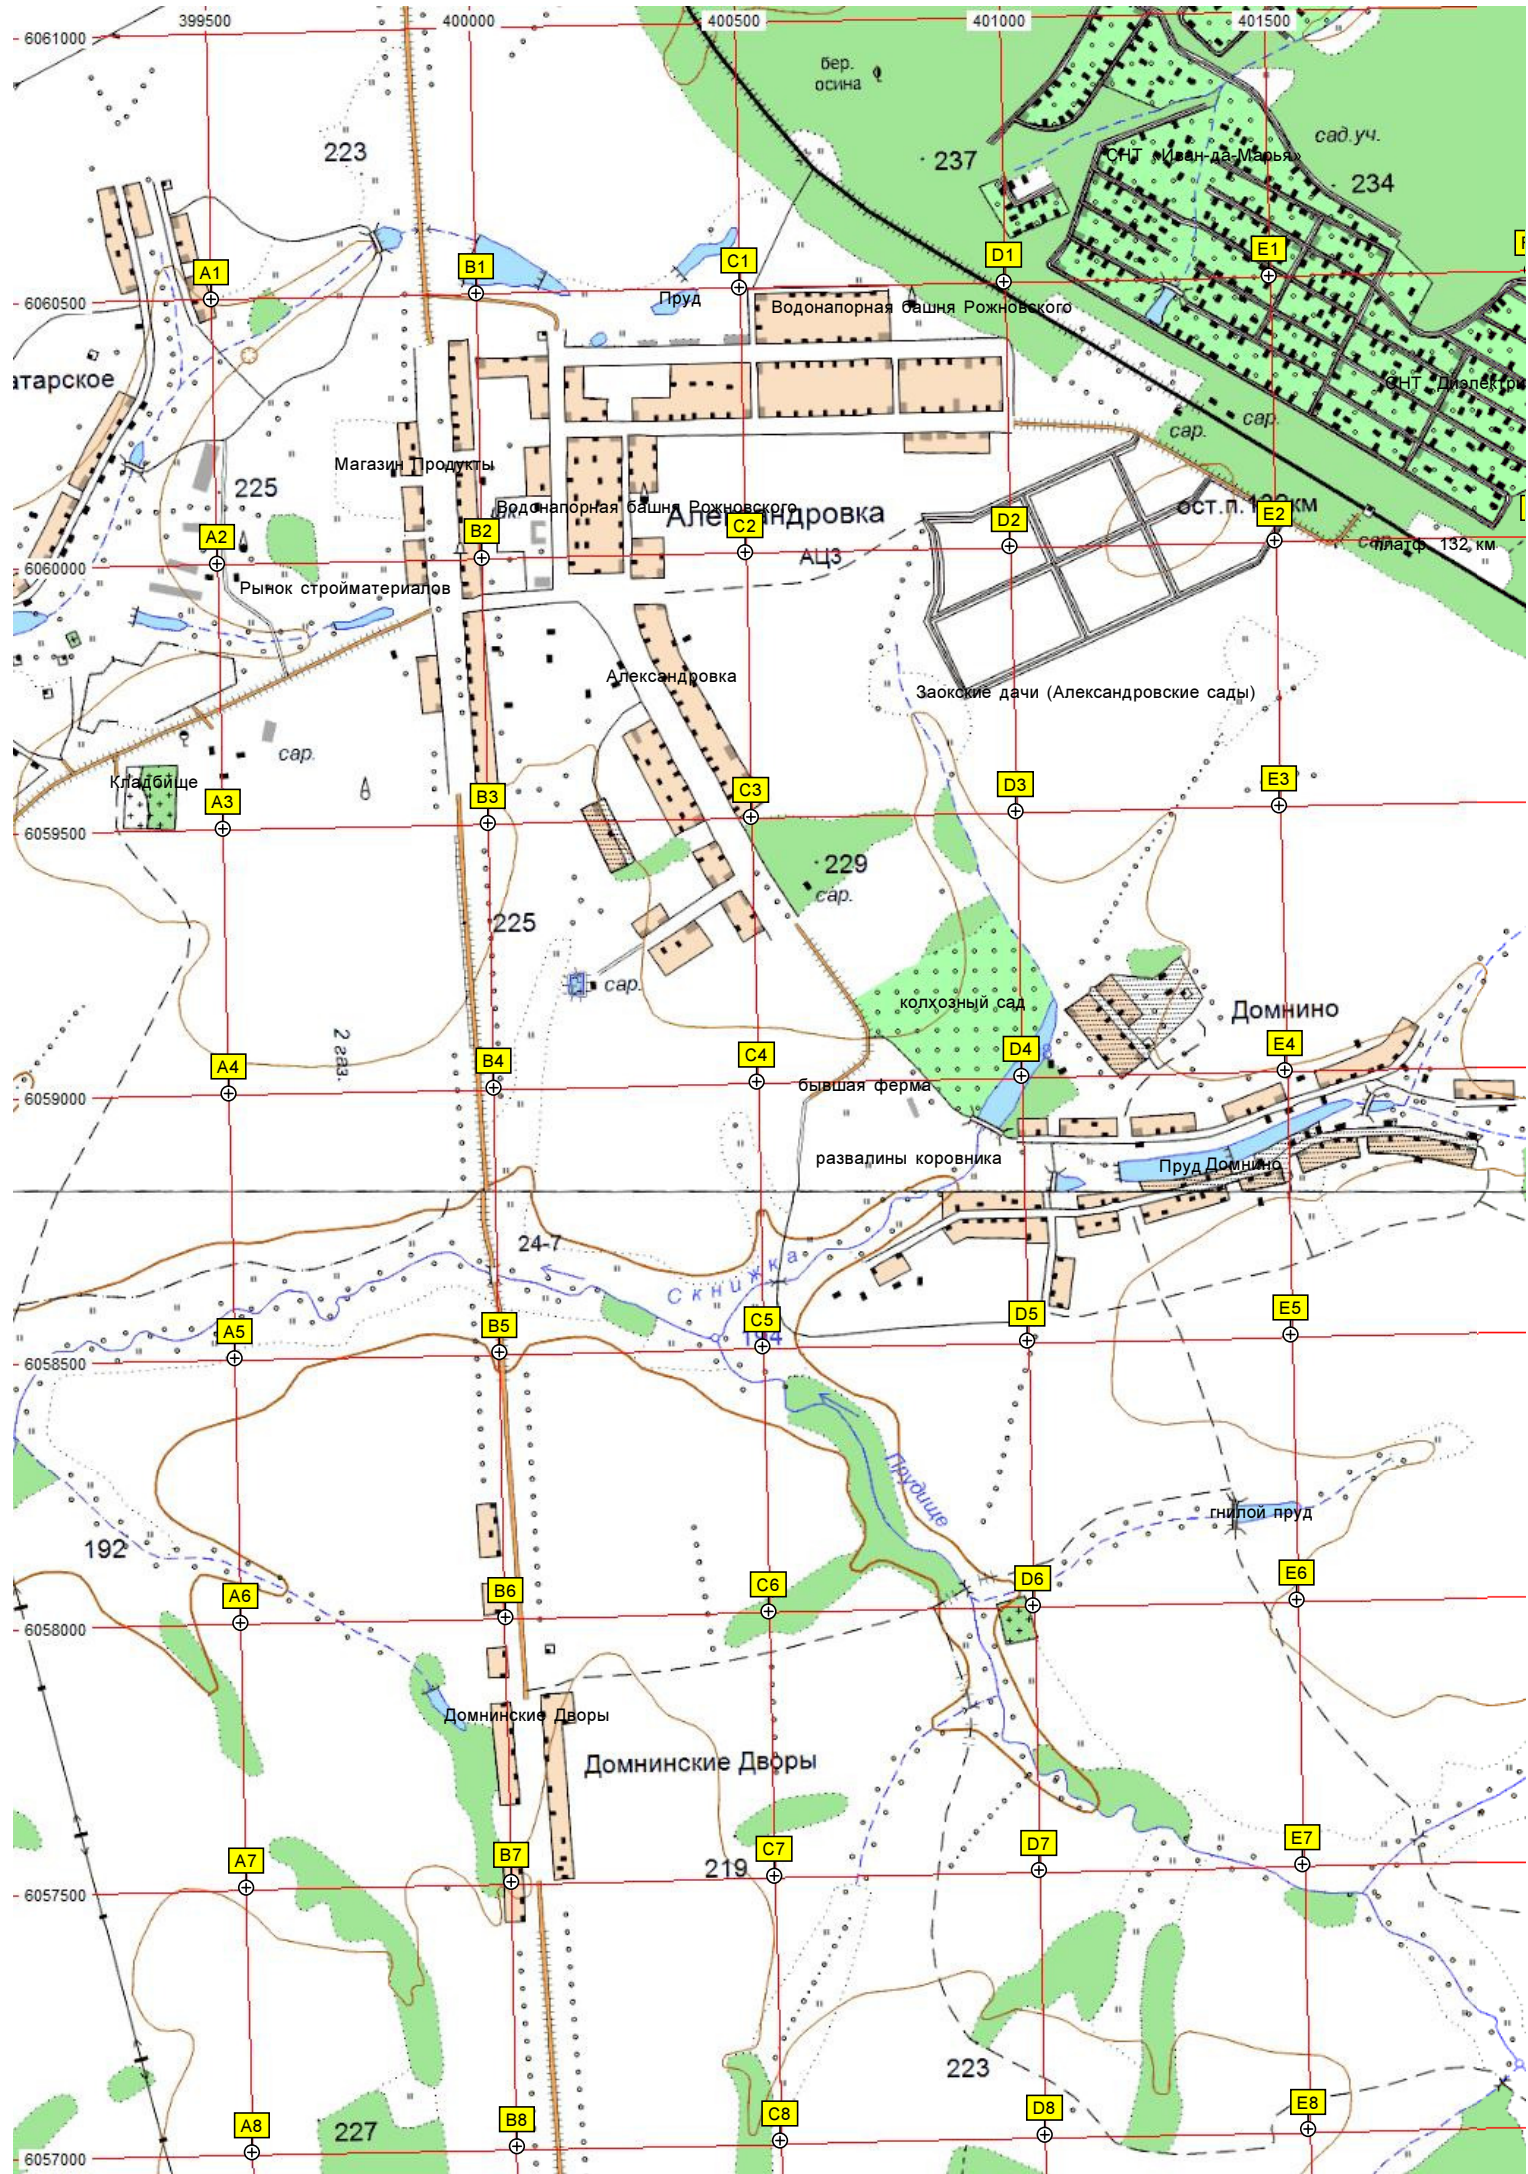 399500 400000 400500 401000 401500
6061000
бер.
осина
сад.уч.
223
237
СНТ «Иван-да-Марья»
234
A1 B1 C1 D1 E1
6060500
Пруд
Водонапорная башня Рожновского
атарское
сар.
сар.
Магазин Продукты
225
Водонапорная башня Рожновского
Александровка
ост.п. 132 км
A2 B2 C2 D2 E2
АЦЗ
сар.
платф. 132 км
6060000
Рынок стройматериалов
Александровка
Заокские дачи (Александровские сады)
сар.
Кладбище
A3 B3 C3 D3 E3
6059500
229
сар.
225
сар.
колхозный сад
Домнино
2 газ.
A4 B4 C4 D4 E4
6059000
бывшая ферма
развалины коровника
Пруд Домнино
24-7
Скнижка
A5 B5 C5 D5 E5
194
6058500
Прудище
гнилой пруд
192
A6 B6 C6 D6 E6
6058000
Домнинские Дворы
Домнинские Дворы
A7 B7 C7 D7 E7
219
6057500
223
227
A8 B8 C8 D8 E8
6057000